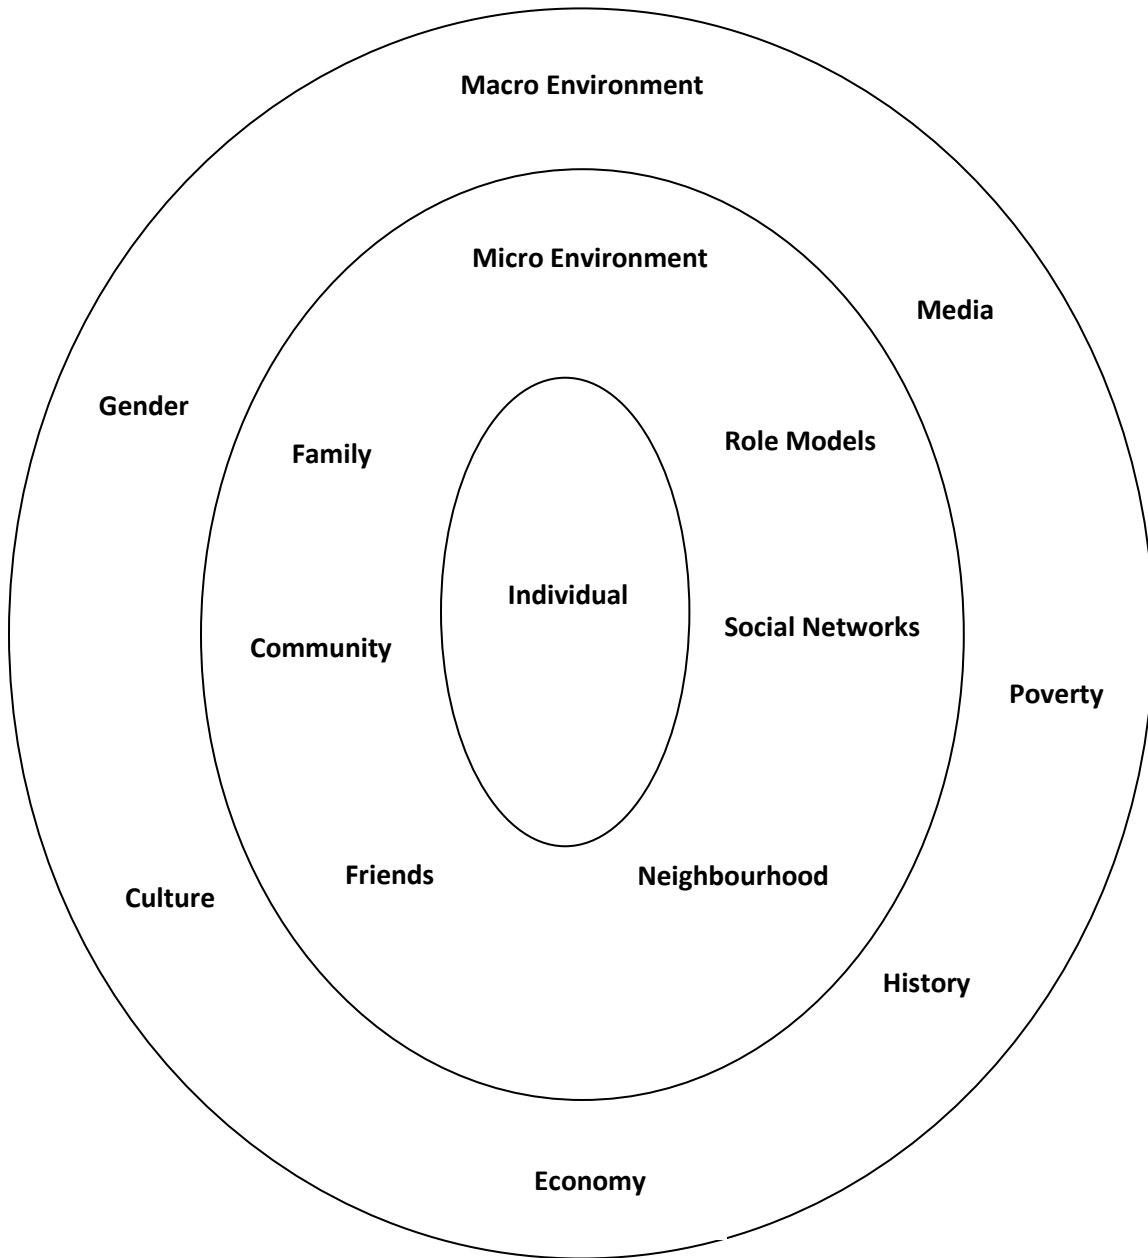 Macro Environment
Micro Environment
Media
Gender
Role Models
Family
Individual
Social Networks
Community
Poverty
Friends
Neighbourhood
Culture
History
Economy